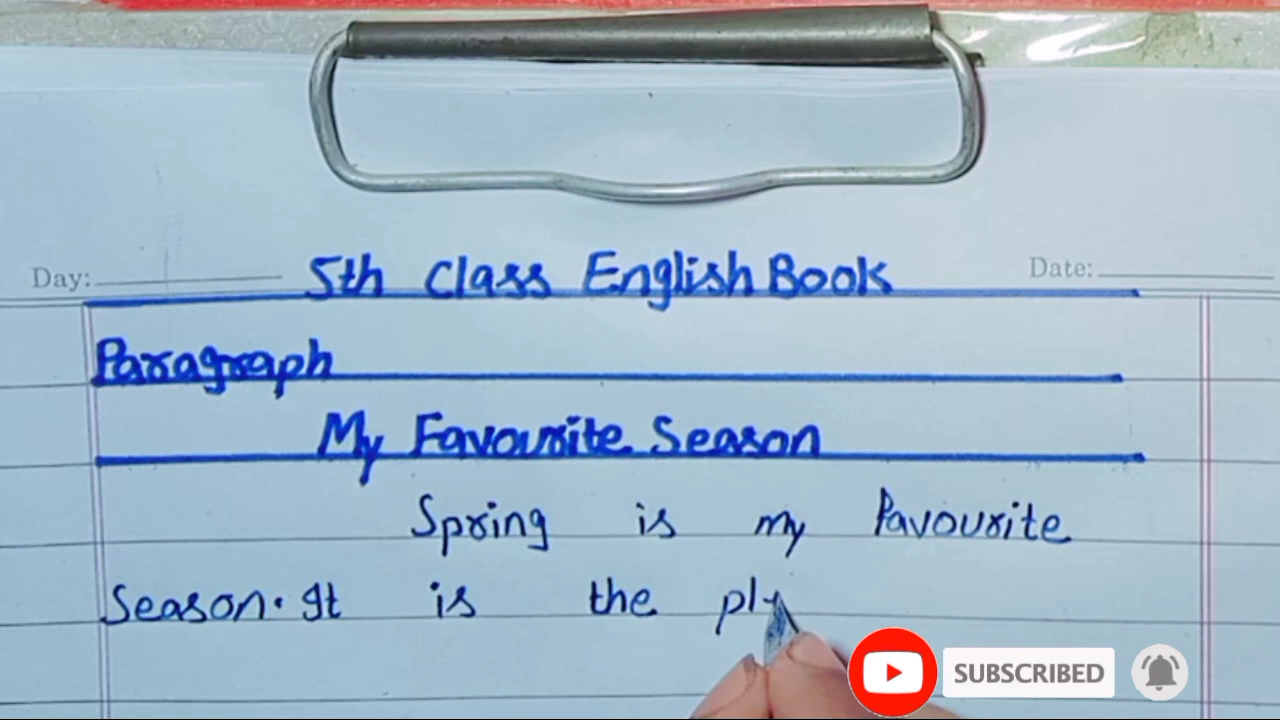 Day: 5th Class English Book Date:
Paragraph
My Favourite Season
Spring is my Favourite
Season. It is the
SUBSCRIBED